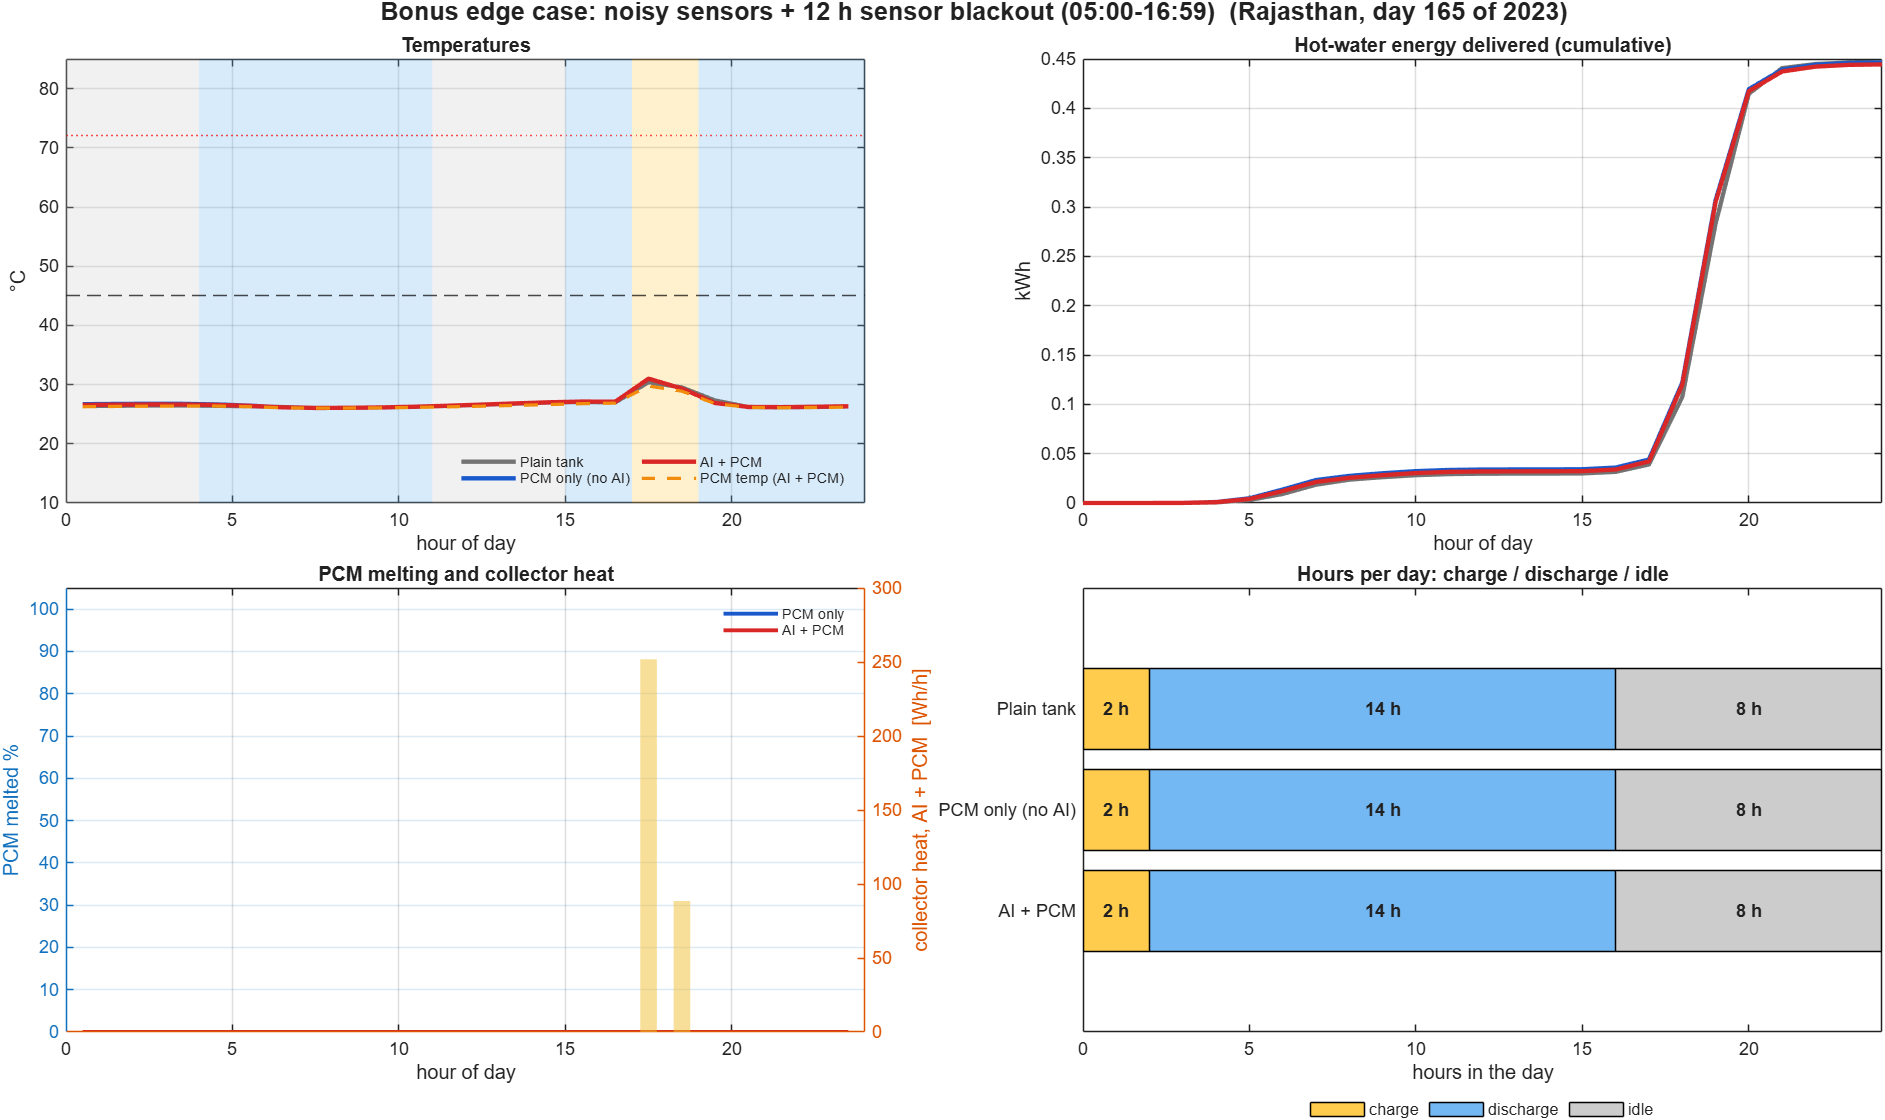 Bonus edge case: noisy sensors + 12 h sensor blackout (05:00-16:59)  (Rajasthan, day 165 of 2023)
Temperatures
80
70
60
50
40
30
20
10
°C
Plain tank
PCM only (no AI)
AI + PCM
PCM temp (AI + PCM)
0 5 10 15 20
hour of day
Hot-water energy delivered (cumulative)
0.45
0.4
0.35
0.3
0.25
0.2
0.15
0.1
0.05
0
kWh
0 5 10 15 20
hour of day
PCM melting and collector heat
100
90
80
70
60
50
40
30
20
10
0
PCM melted %
PCM only
AI + PCM
300
250
200
150
100
50
0
collector heat, AI + PCM  [Wh/h]
0 5 10 15 20
hour of day
Hours per day: charge / discharge / idle
Plain tank 2 h 14 h 8 h
PCM only (no AI) 2 h 14 h 8 h
AI + PCM 2 h 14 h 8 h
0 5 10 15 20
hours in the day
charge discharge idle